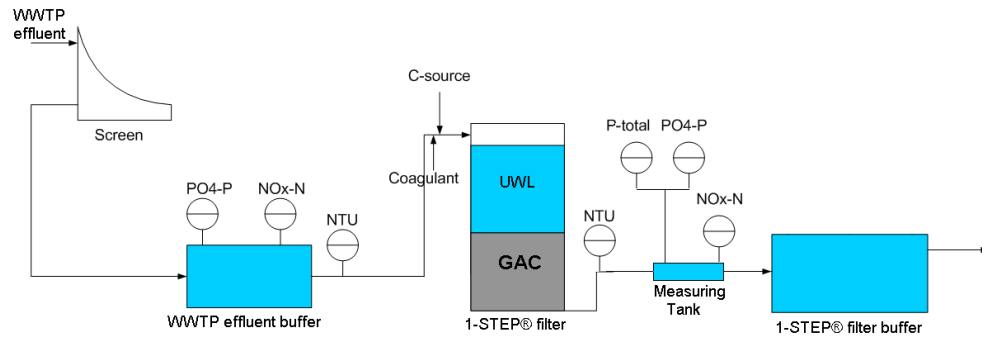 WWTP
effluent
Screen
PO4-P
NOx-N
NTU
WWTP effluent buffer
C-source
Coagulant
UWL
GAC
1-STEP® filter
NTU
P-total
PO4-P
NOx-N
Measuring
Tank
1-STEP® filter buffer